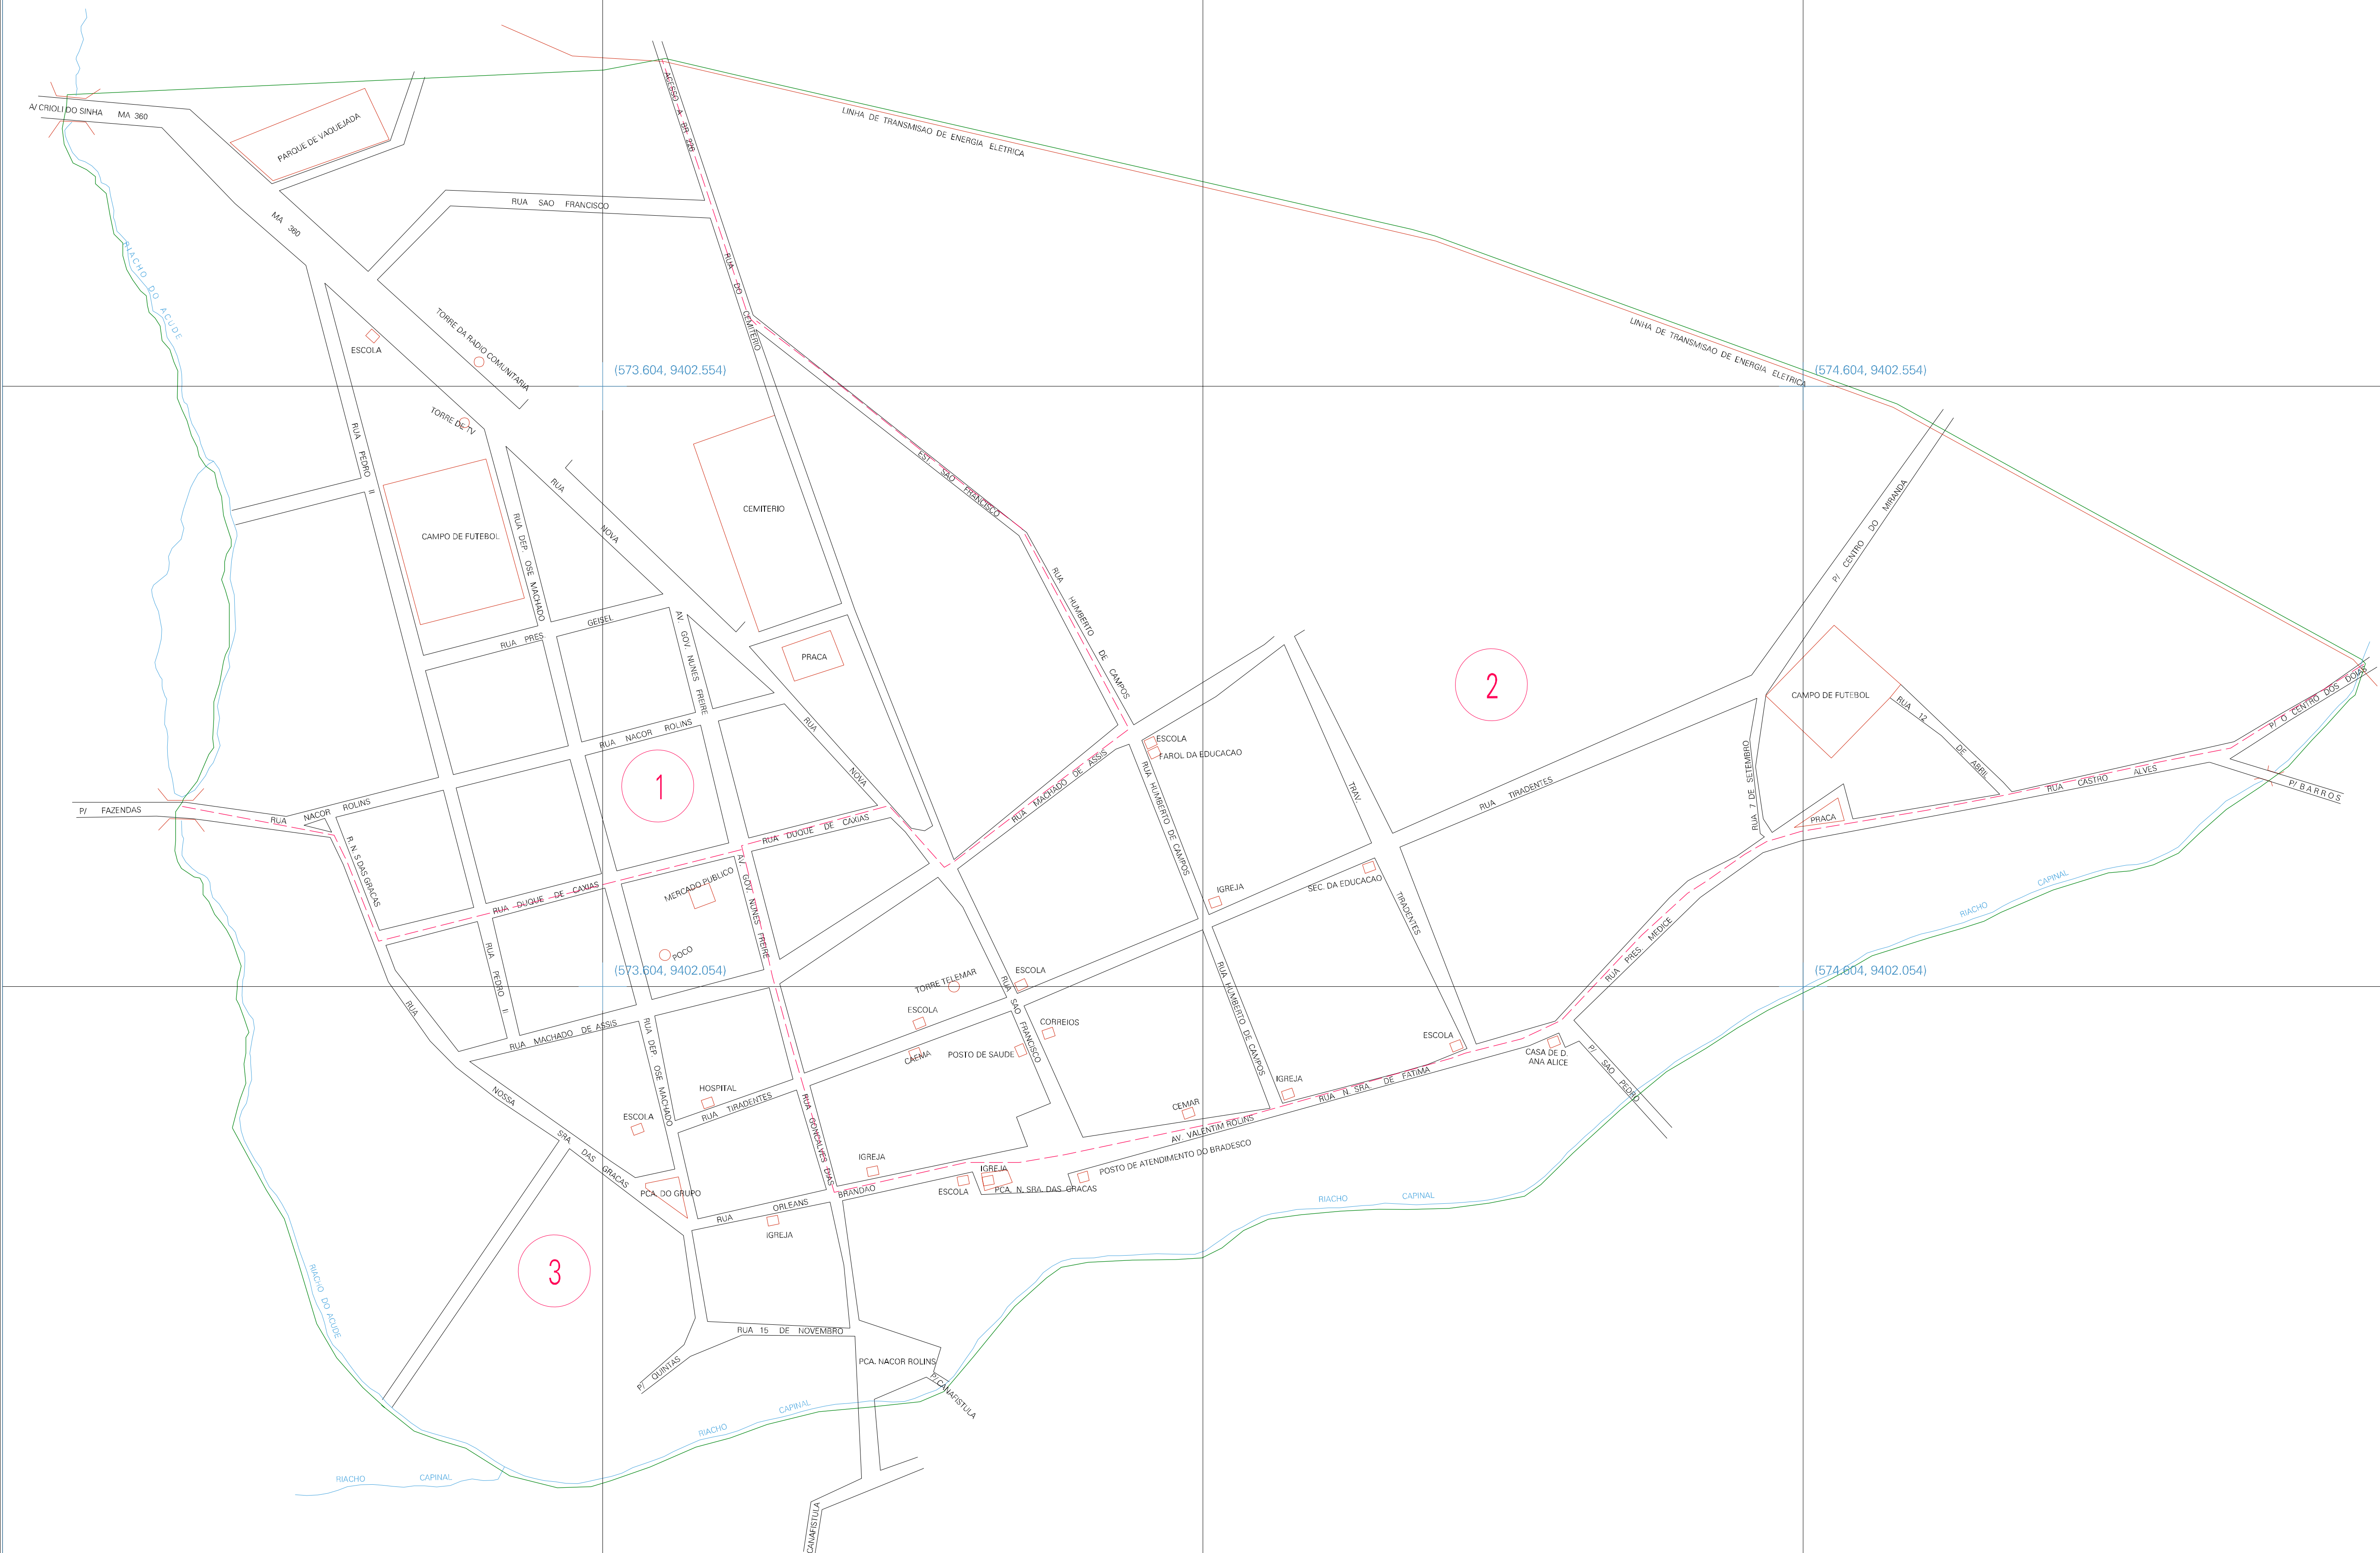 A/ CRIOLI DO SINHA MA 360
PARQUE DE VAQUEJADA
ACESSO A BR 226
LINHA DE TRANSMISAO DE ENERGIA ELETRICA
RUA SAO FRANCISCO
MA 360
RIACHO DO ACUDE
RUA DO CEMITERIO
TORRE DA RADIO COMUNITARIA
ESCOLA
LINHA DE TRANSMISAO DE ENERGIA ELETRICA
(573.604, 9402.554)
(574.604, 9402.554)
TORRE DE TV
RUA PEDRO II
EST. SAO FRANCISCO
RUA NOVA
CEMITERIO
P/ CENTRO DO MIRANDA
CAMPO DE FUTEBOL
RUA DEP. OSE MACHADO
RUA HUMBERTO DE CAMPOS
RUA PRES. GEISEL
AV. GOV. NUNES FREIRE
PRACA
2
CAMPO DE FUTEBOL
RUA 12 DE ABRIL
P/ O CENTRO DOS DOIAS
RUA NACOR ROLINS
RUA NOVA
ESCOLA
FAROL DA EDUCACAO
RUA MACHADO DE ASSIS
RUA HUMBERTO DE CAMPOS
TRAV. TIRADENTES
RUA TIRADENTES
RUA 7 DE SETEMBRO
RUA CASTRO ALVES
P/ BARROS
1
P/ FAZENDAS
RUA NACOR ROLINS
PRACA
R. N. S DAS GRACAS
RUA DUQUE DE CAXIAS
RUA DUQUE DE CAXIAS
MERCADO PUBLICO
AV. GOV. NUNES FREIRE
IGREJA
SEC. DA EDUCACAO
RIACHO CAPINAL
RUA PRES. MEDICE
RUA PEDRO II
POCO
(573.604, 9402.054)
(574.604, 9402.054)
TORRE TELEMAR
ESCOLA
RUA SAO FRANCISCO
RUA HUMBERTO DE CAMPOS
ESCOLA
CORREIOS
RUA MACHADO DE ASSIS
RUA DEP. OSE MACHADO
CAEMA
POSTO DE SAUDE
ESCOLA
CASA DE D.
ANA ALICE
P/ SAO PEDRO
RUA NOSSA SRA. DAS GRACAS
HOSPITAL
RUA TIRADENTES
ESCOLA
RUA GONCALVES DIAS
CEMAR
IGREJA
RUA N. SRA. DE FATIMA
AV. VALENTIM ROLINS
POSTO DE ATENDIMENTO DO BRADESCO
IGREJA
IGREJA
ESCOLA
PCA. N. SRA. DAS GRACAS
PCA. DO GRUPO
RUA ORLEANS BRANDAO
IGREJA
RIACHO CAPINAL
3
RIACHO DO ACUDE
RUA 15 DE NOVEMBRO
P/ QUINTAS
PCA. NACOR ROLINS
P/ CANAFISTULA
RIACHO CAPINAL
RIACHO CAPINAL
CANAFISTULA